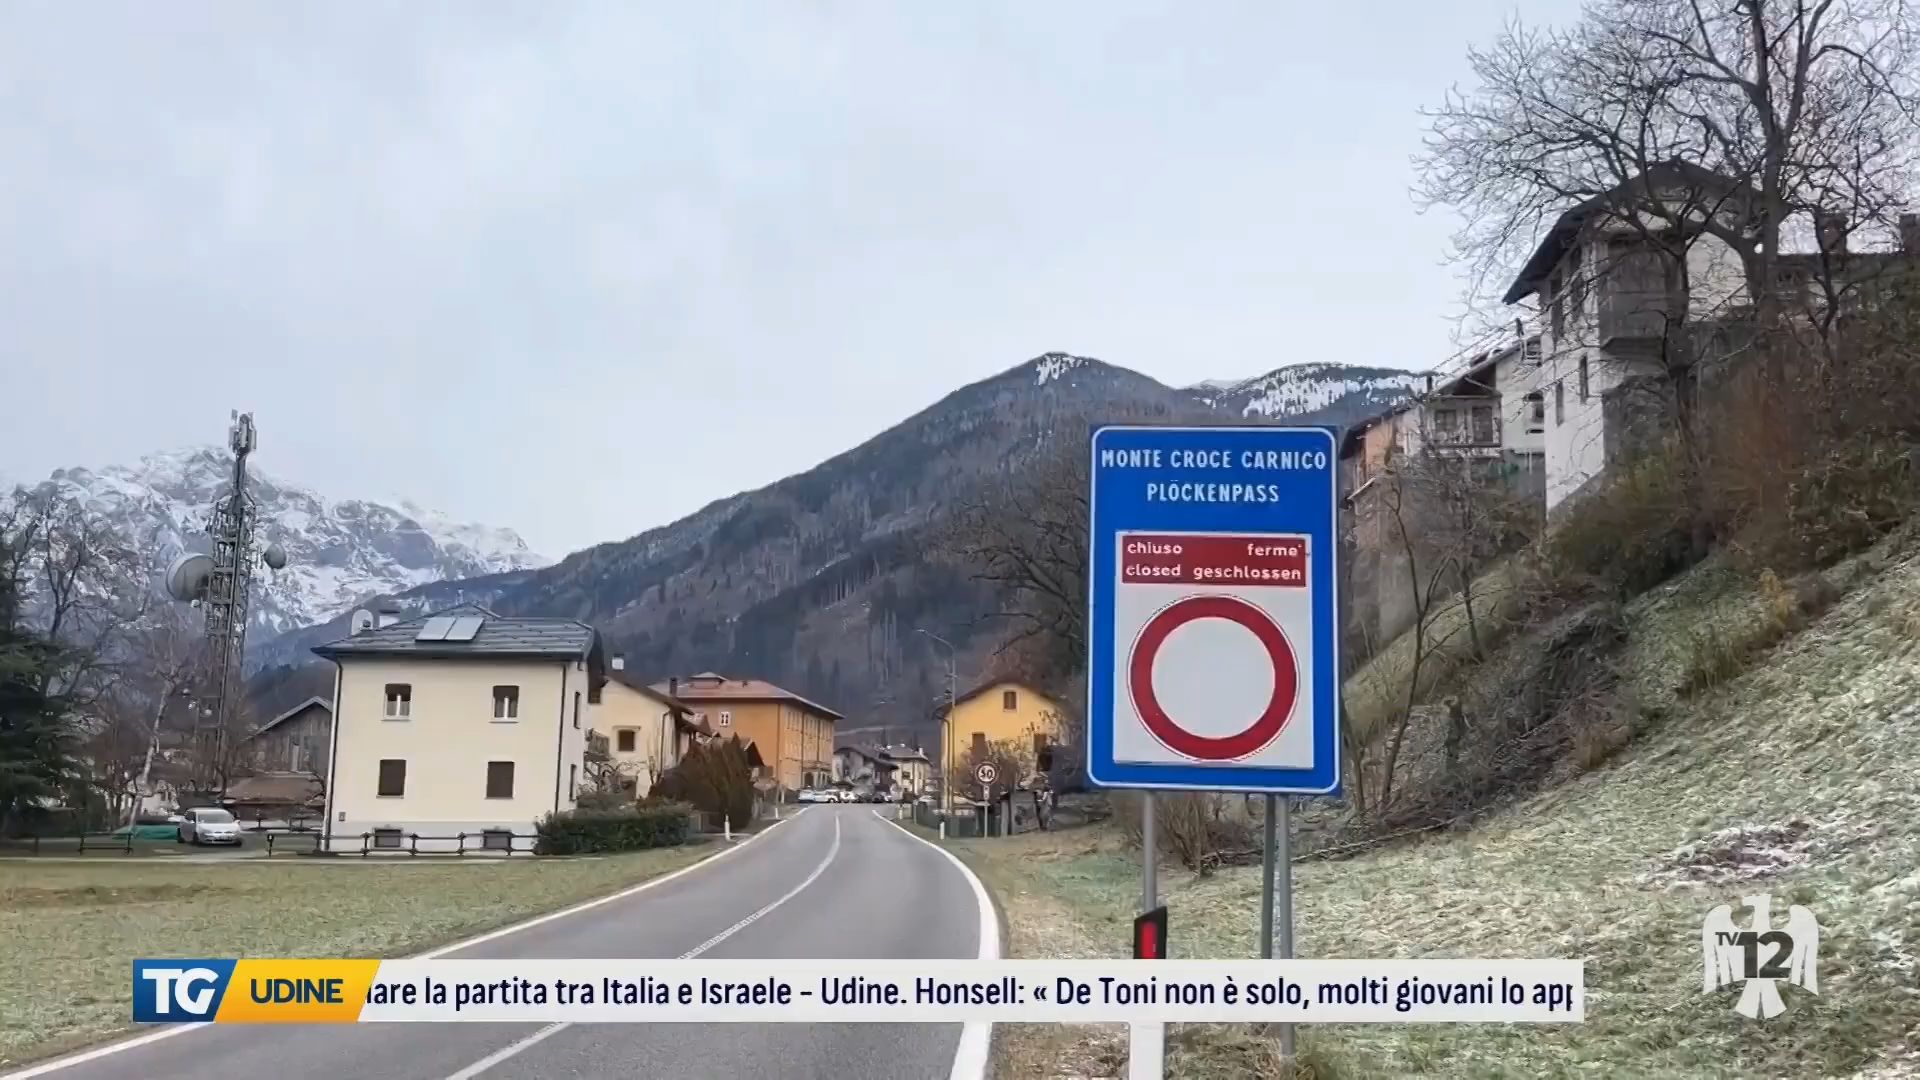 MONTE CROCE CARNICO
PLÖCKENPASS
chiuso ferme'
closed geschlossen
50
TG UDINE lare la partita tra Italia e Israele – Udine. Honsell: « De Toni non è solo, molti giovani lo app
TV12